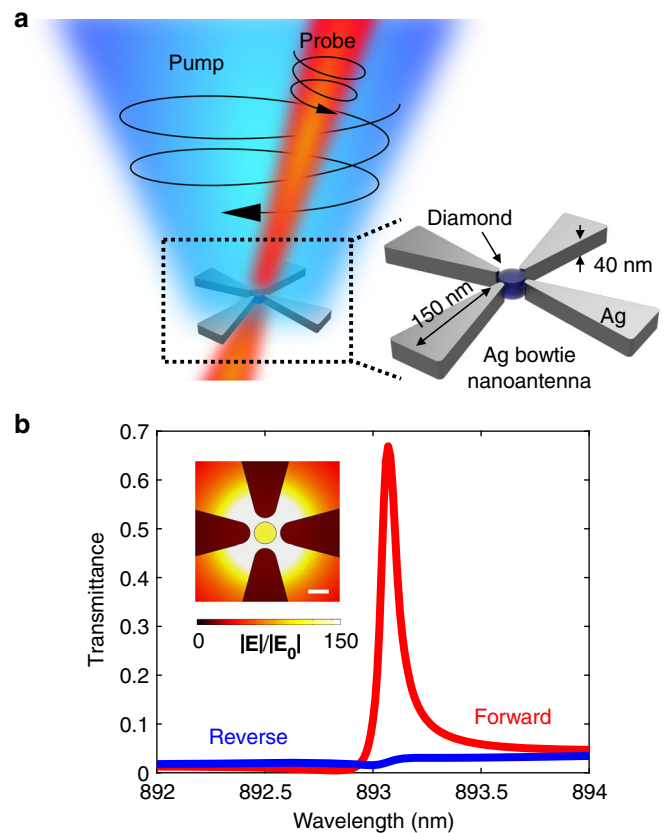 a
Probe
Pump
Diamond
40 nm
150 nm
Ag
Ag bowtie
nanoantenna
b
0.7
0.6
0.5
0.4
0.3
0.2
0.1
0
Transmittance
0 |E|/|E₀| 150
Forward
Reverse
892 892.5 893 893.5 894
Wavelength (nm)